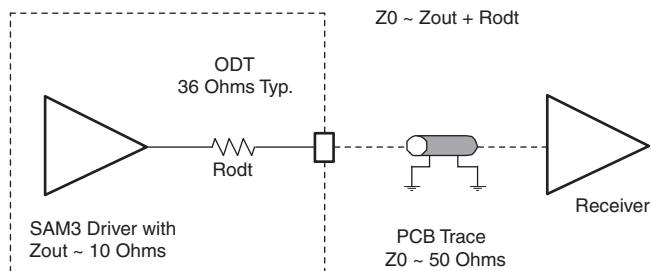 Z0 ~ Zout + Rodt
ODT
36 Ohms Typ.
Rodt
Receiver
SAM3 Driver with
Zout ~ 10 Ohms
PCB Trace
Z0 ~ 50 Ohms